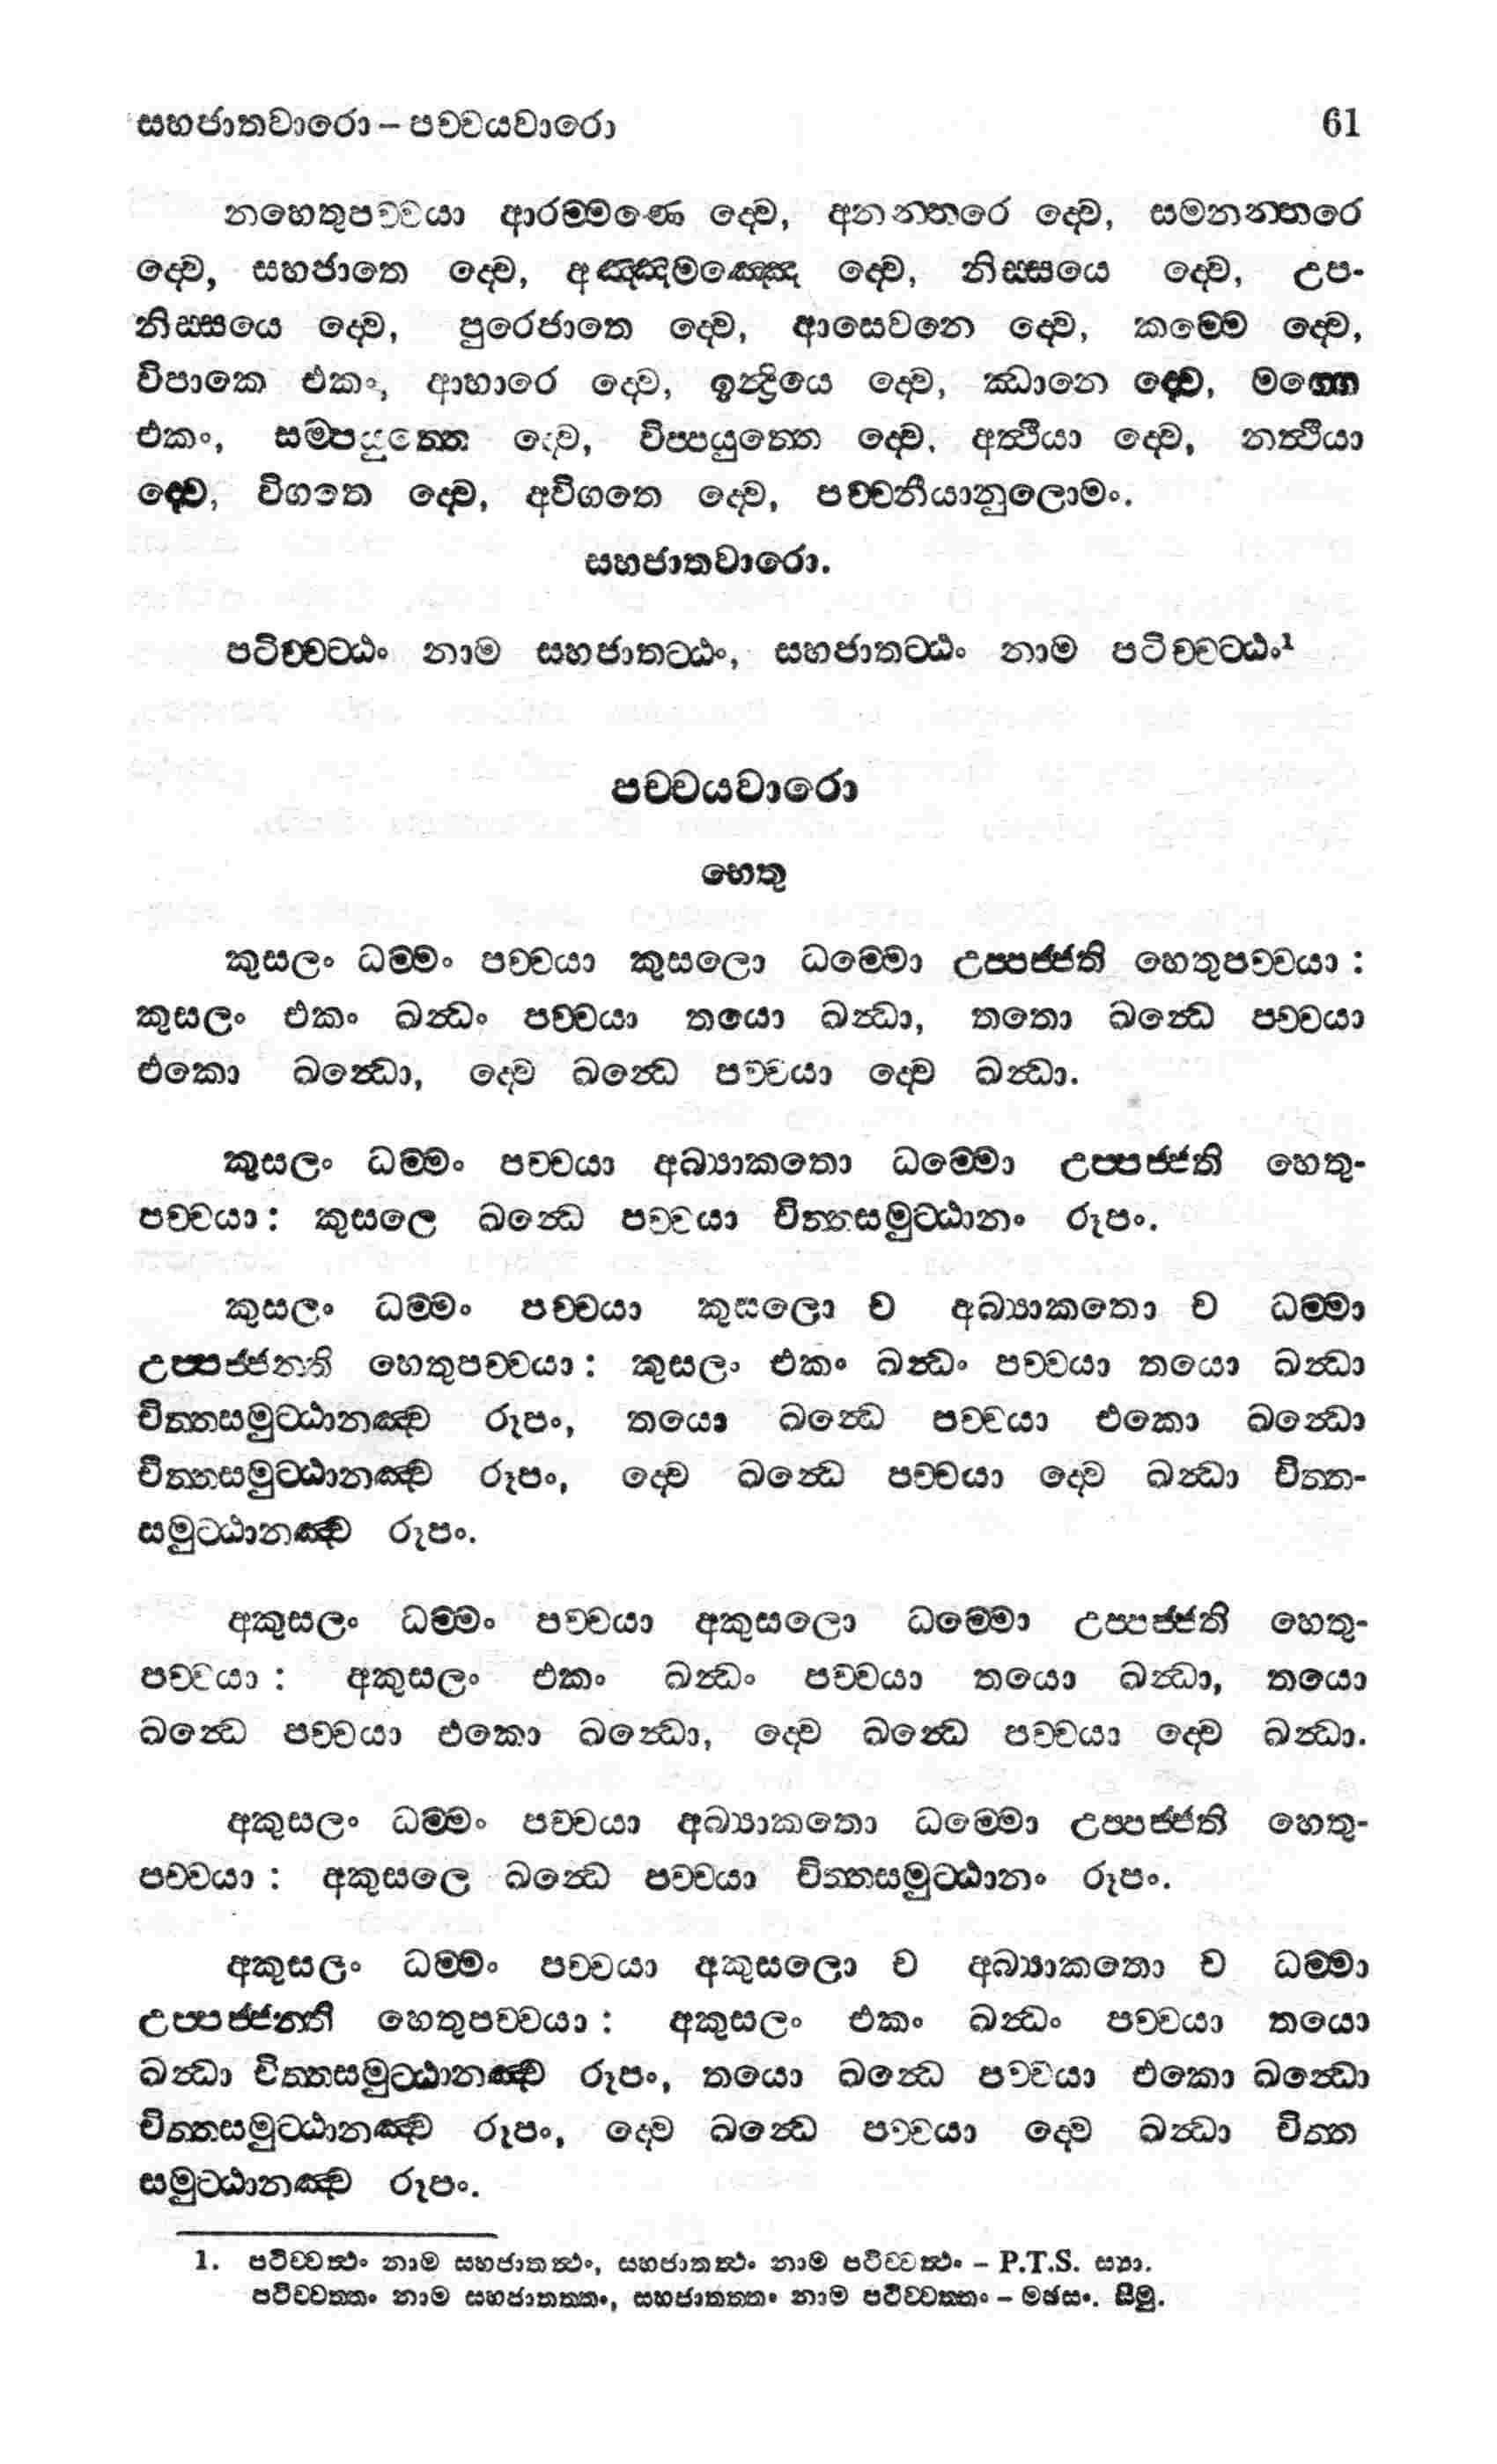 සහජාතවාරො – පච්චයවාරො 61
නහෙතුපච්චයා ආරම්මණෙ ද්වෙ, අනන්තරෙ ද්වෙ, සමනන්තරෙ
ද්වෙ, සහජාතෙ ද්වෙ, අඤ්ඤමඤ්ඤෙ ද්වෙ, නිස්සයෙ ද්වෙ, උප-
නිස්සයෙ ද්වෙ, පුරෙජාතෙ ද්වෙ, ආසෙවනෙ ද්වෙ, කම්මෙ ද්වෙ,
විපාකෙ එකං, ආහාරෙ ද්වෙ, ඉන්ද්‍රියෙ ද්වෙ, ඣානෙ ද්වෙ, මග්ගෙ
එකං, සම්පයුත්තෙ ද්වෙ, විප්පයුත්තෙ ද්වෙ, අත්ථියා ද්වෙ, නත්ථියා
ද්වෙ, විගතෙ ද්වෙ, අවිගතෙ ද්වෙ, පච්චනීයානුලොමං.
සහජාතවාරො.
පටිච්චට්ඨං නාම සහජාතට්ඨං, සහජාතට්ඨං නාම පටිච්චට්ඨං¹
පච්චයවාරො
හෙතු
කුසලං ධම්මං පච්චයා කුසලො ධම්මො උප්පජ්ජති හෙතුපච්චයා :
කුසලං එකං ඛන්ධං පච්චයා තයො ඛන්ධා, තතො ඛන්ධෙ පච්චයා
එකො ඛන්ධො, ද්වෙ ඛන්ධෙ පච්චයා ද්වෙ ඛන්ධා.
කුසලං ධම්මං පච්චයා අබ්‍යාකතො ධම්මො උප්පජ්ජති හෙතු-
පච්චයා : කුසලෙ ඛන්ධෙ පච්චයා චිත්තසමුට්ඨානං රූපං.
කුසලං ධම්මං පච්චයා කුසලො ච අබ්‍යාකතො ච ධම්මා
උප්පජ්ජන්ති හෙතුපච්චයා : කුසලං එකං ඛන්ධං පච්චයා තයො ඛන්ධා
චිත්තසමුට්ඨානඤ්ච රූපං, තයො ඛන්ධෙ පච්චයා එකො ඛන්ධො
චිත්තසමුට්ඨානඤ්ච රූපං, ද්වෙ ඛන්ධෙ පච්චයා ද්වෙ ඛන්ධා චිත්ත-
සමුට්ඨානඤ්ච රූපං.
අකුසලං ධම්මං පච්චයා අකුසලො ධම්මො උප්පජ්ජති හෙතු-
පච්චයා : අකුසලං එකං ඛන්ධං පච්චයා තයො ඛන්ධා, තයො
ඛන්ධෙ පච්චයා එකො ඛන්ධො, ද්වෙ ඛන්ධෙ පච්චයා ද්වෙ ඛන්ධා.
අකුසලං ධම්මං පච්චයා අබ්‍යාකතො ධම්මො උප්පජ්ජති හෙතු-
පච්චයා : අකුසලෙ ඛන්ධෙ පච්චයා චිත්තසමුට්ඨානං රූපං.
අකුසලං ධම්මං පච්චයා අකුසලො ච අබ්‍යාකතො ච ධම්මා
උප්පජ්ජන්ති හෙතුපච්චයා : අකුසලං එකං ඛන්ධං පච්චයා තයො
ඛන්ධා චිත්තසමුට්ඨානඤ්ච රූපං, තයො ඛන්ධෙ පච්චයා එකො ඛන්ධො
චිත්තසමුට්ඨානඤ්ච රූපං, ද්වෙ ඛන්ධෙ පච්චයා ද්වෙ ඛන්ධා චිත්ත
සමුට්ඨානඤ්ච රූපං.
1. පටිච්චත්ථං නාම සහජාතත්ථං, සහජාතත්ථං නාම පටිච්චත්ථං – P.T.S. ස්‍යා.
පටිච්චත්තං නාම සහජාතත්තං, සහජාතත්තං නාම පටිච්චත්තං – මඡසං. සීමු.